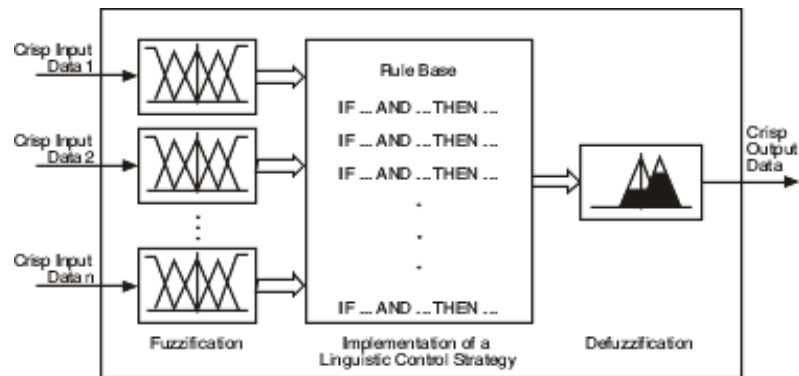 Crisp Input
Data 1
Crisp Input
Data 2
Crisp Input
Data n
Fuzzification
Rule Base
IF ... AND ... THEN ...
IF ... AND ... THEN ...
IF ... AND ... THEN ...
IF ... AND ... THEN ...
Implementation of a
Linguistic Control Strategy
Defuzzification
Crisp
Output
Data